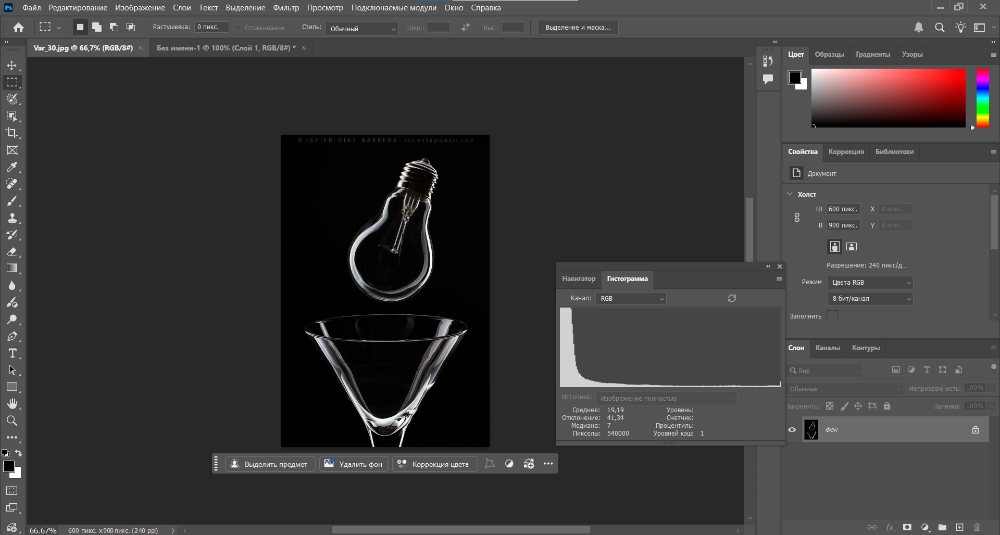 Ps Файл Редактирование Изображение Слои Текст Выделение Фильтр Просмотр Подключаемые модули Окно Справка
Растушевка: 0 пикс. Сглаживание Стиль: Обычный Шир.: Выс.: Выделение и маска...
Var_30.jpg @ 66,7% (RGB/8#) Без имени-1 @ 100% (Слой 1, RGB/8#) *
© JAVIER DÍAZ BARRERA · JAVIERDB@GMAIL.COM
Выделить предмет Удалить фон Коррекция цвета
66.67% 600 пикс. x 900 пикс. (240 ppi)
Навигатор Гистограмма
Канал: RGB
Источник: Изображение полностью
Среднее: 19,19 Уровень:
Отклонение: 41,34 Счетчик:
Медиана: 7 Процентиль:
Пикселы: 540000 Уровней кэш: 1
Цвет Образцы Градиенты Узоры
Свойства Коррекция Библиотеки
Документ
Холст
Ш 600 пикс. X 0 пикс.
В 900 пикс. Y 0 пикс.
Разрешение: 240 пикс/д...
Режим Цвета RGB
8 бит/канал
Заполнить
Слои Каналы Контуры
Вид
Обычные Непрозрачность: 100%
Закрепить: Заливка: 100%
Фон
fx